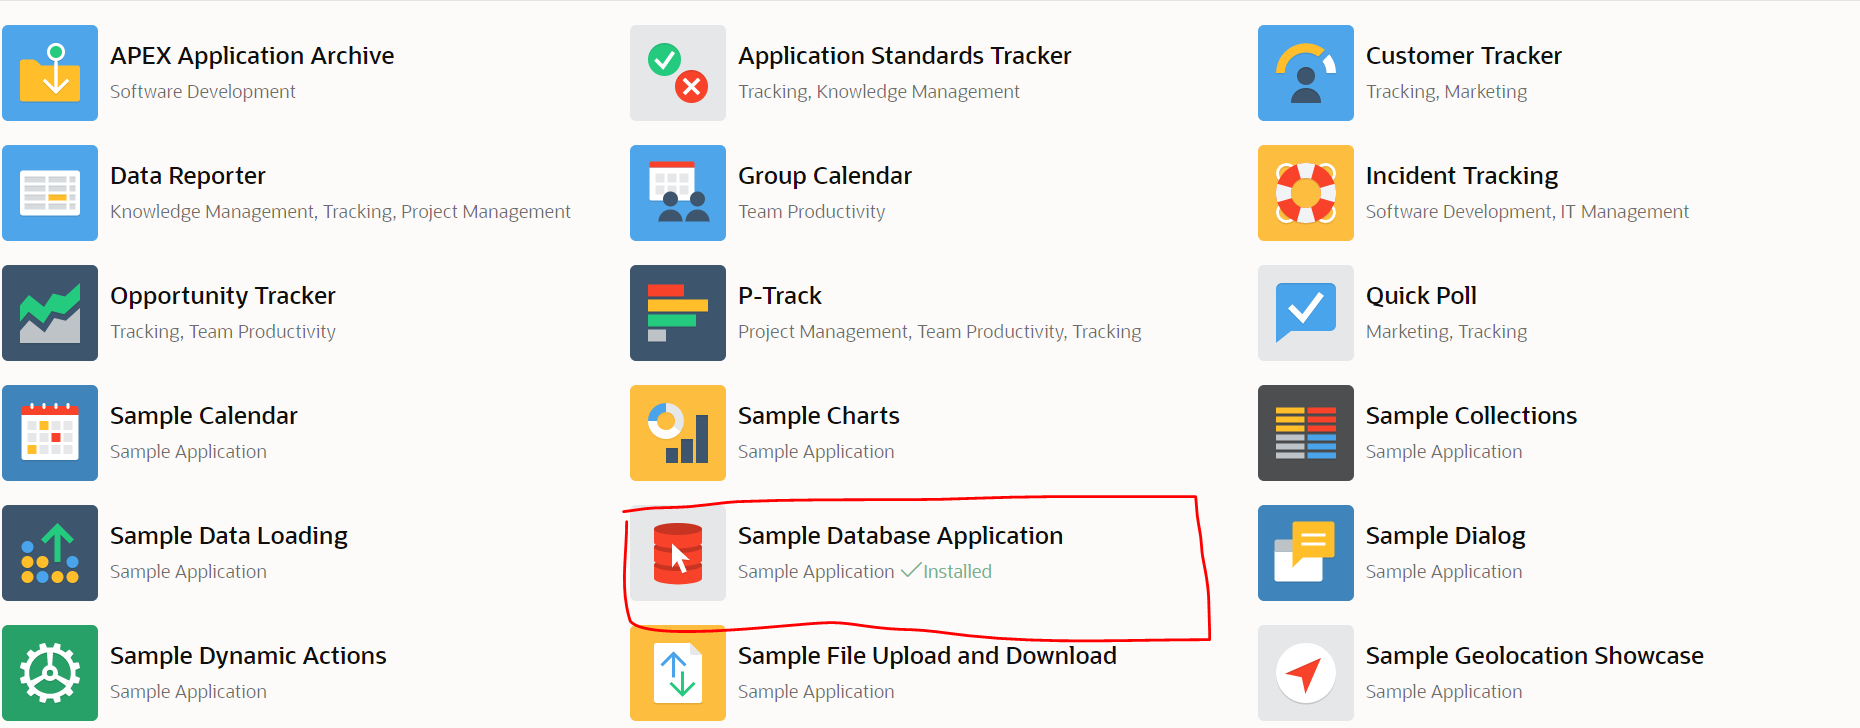 APEX Application Archive
Software Development
Application Standards Tracker
Tracking, Knowledge Management
Customer Tracker
Tracking, Marketing
Data Reporter
Knowledge Management, Tracking, Project Management
Group Calendar
Team Productivity
Incident Tracking
Software Development, IT Management
Opportunity Tracker
Tracking, Team Productivity
P-Track
Project Management, Team Productivity, Tracking
Quick Poll
Marketing, Tracking
Sample Calendar
Sample Application
Sample Charts
Sample Application
Sample Collections
Sample Application
Sample Data Loading
Sample Application
Sample Database Application
Sample Application Installed
Sample Dialog
Sample Application
Sample Dynamic Actions
Sample Application
Sample File Upload and Download
Sample Application
Sample Geolocation Showcase
Sample Application